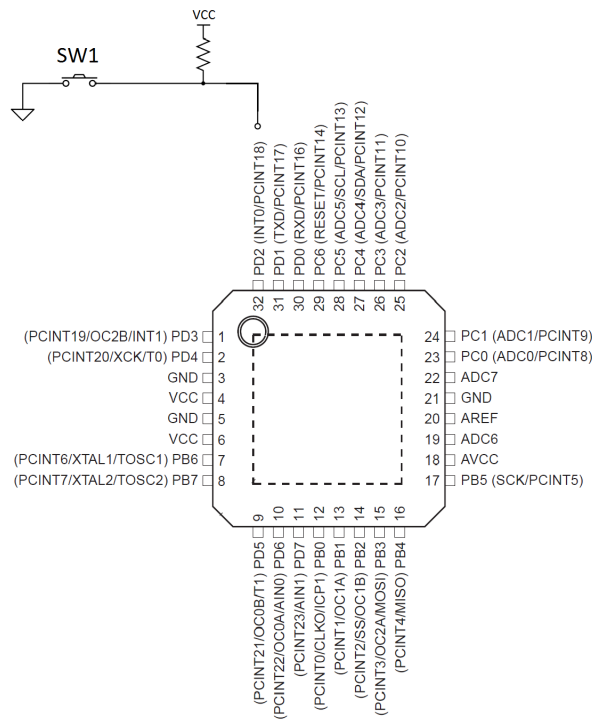 VCC
SW1
PD2 (INT0/PCINT18)
PD1 (TXD/PCINT17)
PD0 (RXD/PCINT16)
PC6 (RESET/PCINT14)
PC5 (ADC5/SCL/PCINT13)
PC4 (ADC4/SDA/PCINT12)
PC3 (ADC3/PCINT11)
PC2 (ADC2/PCINT10)
32
31
30
29
28
27
26
25
(PCINT19/OC2B/INT1) PD3 1
(PCINT20/XCK/T0) PD4 2
GND 3
VCC 4
GND 5
VCC 6
(PCINT6/XTAL1/TOSC1) PB6 7
(PCINT7/XTAL2/TOSC2) PB7 8
24 PC1 (ADC1/PCINT9)
23 PC0 (ADC0/PCINT8)
22 ADC7
21 GND
20 AREF
19 ADC6
18 AVCC
17 PB5 (SCK/PCINT5)
9
10
11
12
13
14
15
16
(PCINT21/OC0B/T1) PD5
(PCINT22/OC0A/AIN0) PD6
(PCINT23/AIN1) PD7
(PCINT0/CLKO/ICP1) PB0
(PCINT1/OC1A) PB1
(PCINT2/SS/OC1B) PB2
(PCINT3/OC2A/MOSI) PB3
(PCINT4/MISO) PB4